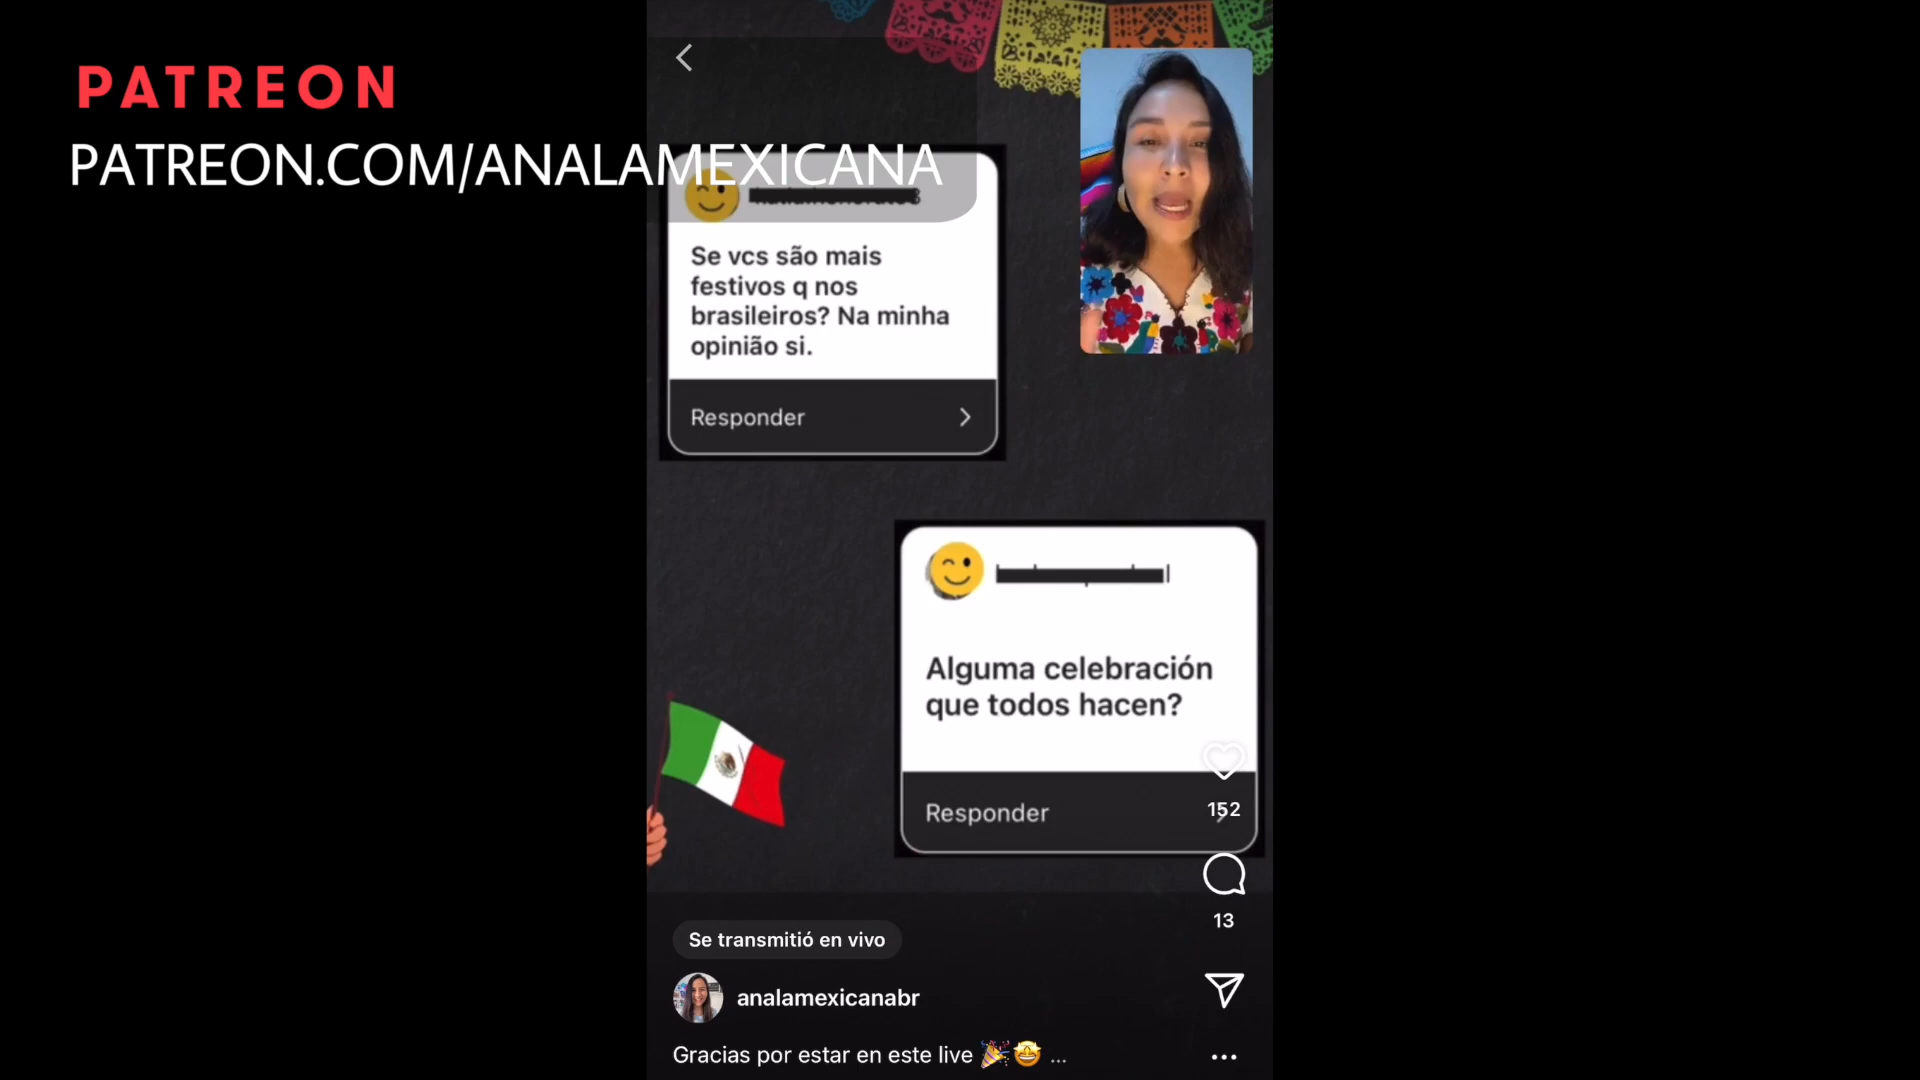 PATREON
PATREON.COM/ANALAMEXICANA
Se vcs são mais
festivos q nos
brasileiros? Na minha
opinião si.
Responder
Alguma celebración
que todos hacen?
Responder
152
13
Se transmitió en vivo
analamexicanabr
Gracias por estar en este live 🎉🤩 ...